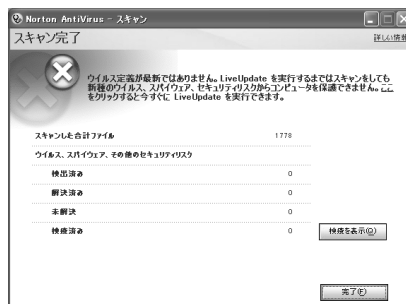 Norton AntiVirus - スキャン
スキャン完了
詳しい情報
ウイルス定義が最新ではありません。LiveUpdate を実行するまではスキャンをしても
新種のウイルス、スパイウェア、セキュリティリスクからコンピュータを保護できません。ここ
をクリックすると今すぐに LiveUpdate を実行できます。
スキャンした合計ファイル 1778
ウイルス、スパイウェア、その他のセキュリティリスク
検出済み 0
解決済み 0
未解決 0
検疫済み 0
検疫を表示(Q)
完了(F)